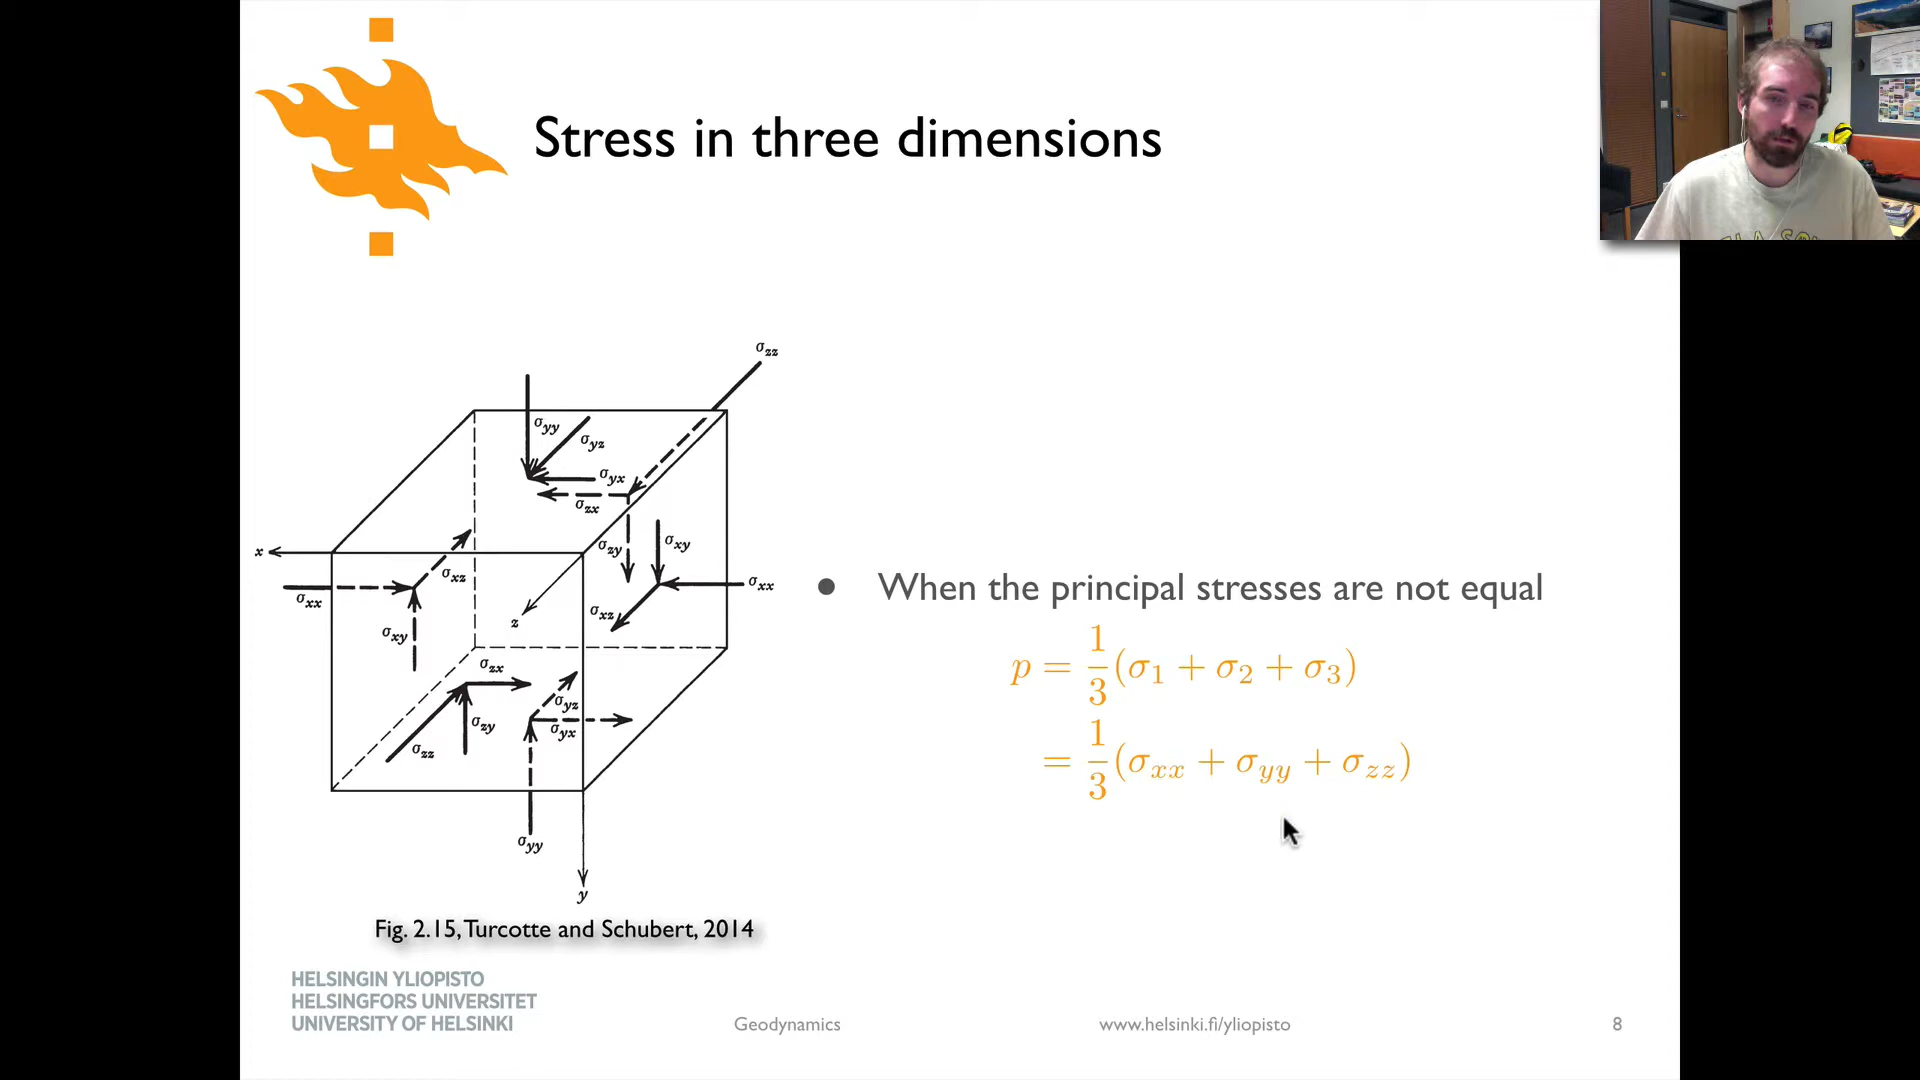 Stress in three dimensions
σzz
σyy
σyz
σyx
σzx
σzy
σxy
x
σxz
σxx
σxx
σxz
z
σxy
σzx
σyz
σzy
σyx
σzz
σyy
y
Fig. 2.15, Turcotte and Schubert, 2014
• When the principal stresses are not equal
p = 1/3(σ1 + σ2 + σ3)
= 1/3(σxx + σyy + σzz)
HELSINGIN YLIOPISTO
HELSINGFORS UNIVERSITET
UNIVERSITY OF HELSINKI
Geodynamics
www.helsinki.fi/yliopisto
8